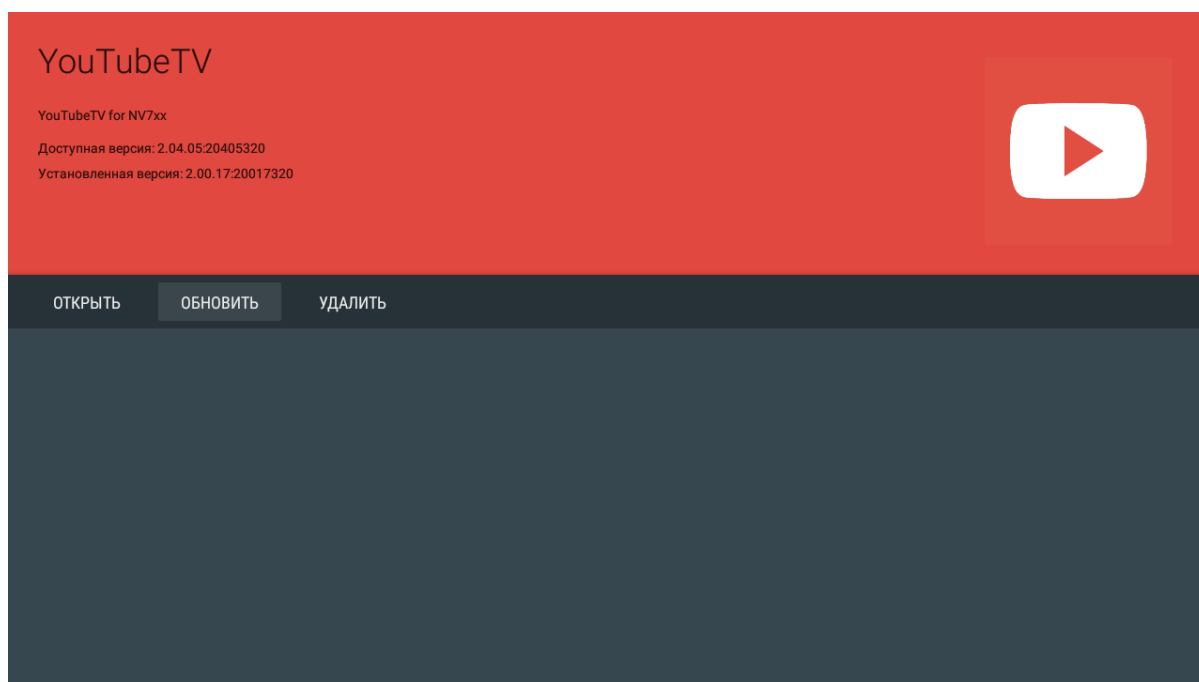 YouTubeTV
YouTubeTV for NV7xx
Доступная версия: 2.04.05:20405320
Установленная версия: 2.00.17:20017320
ОТКРЫТЬ ОБНОВИТЬ УДАЛИТЬ